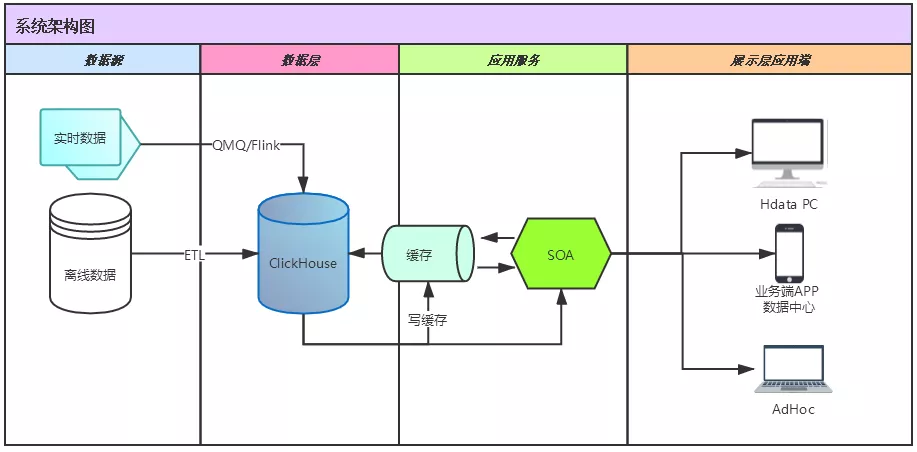 系统架构图
数据源
数据层
应用服务
展示层应用端
实时数据
QMQ/Flink
Hdata PC
离线数据
ETL
ClickHouse
缓存
SOA
写缓存
业务端APP
数据中心
AdHoc